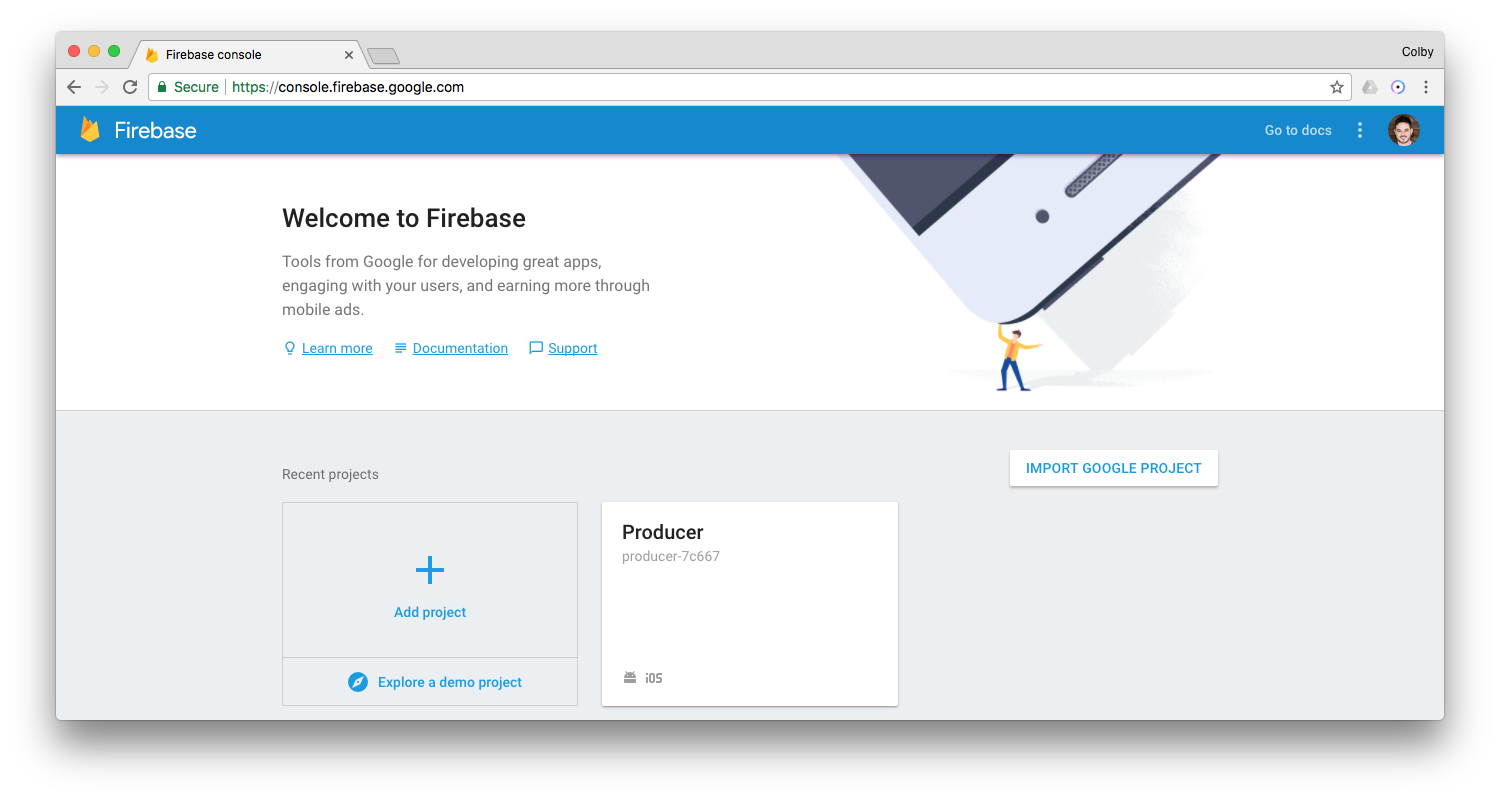 Firebase console
Colby
Secure
https://console.firebase.google.com
Firebase
Go to docs
Welcome to Firebase
Tools from Google for developing great apps,
engaging with your users, and earning more through
mobile ads.
Learn more
Documentation
Support
Recent projects
IMPORT GOOGLE PROJECT
Add project
Explore a demo project
Producer
producer-7c667
iOS